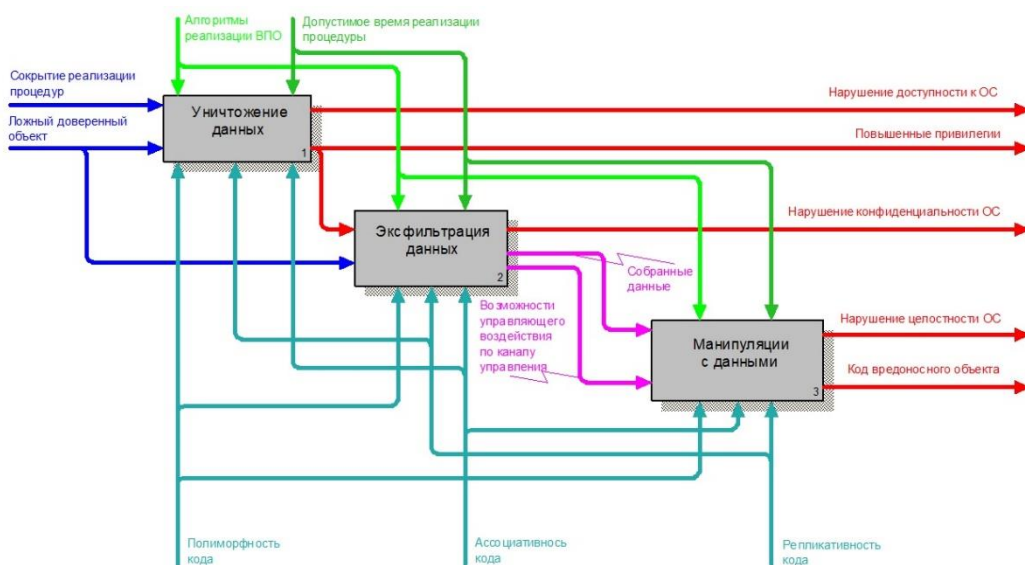 Алгоритмы
реализации ВПО
Допустимое время реализации
процедуры
Сокрытие реализации
процедур
Ложный доверенный
объект
Уничтожение
данных
1
Нарушение доступности к ОС
Повышенные привилегии
Эксфильтрация
данных
2
Нарушение конфиденциальности ОС
Собранные
данные
Возможности
управляющего
воздействия
по каналу
управления
Манипуляции
с данными
3
Нарушение целостности ОС
Код вредоносного объекта
Полиморфность
кода
Ассоциативнось
кода
Репликативность
кода